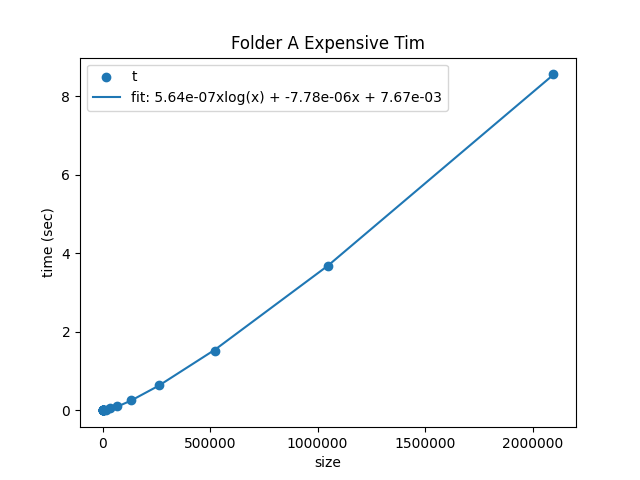 Folder A Expensive Tim
t
fit: 5.64e-07xlog(x) + -7.78e-06x + 7.67e-03
time (sec)
8
6
4
2
0
0 500000 1000000 1500000 2000000
size